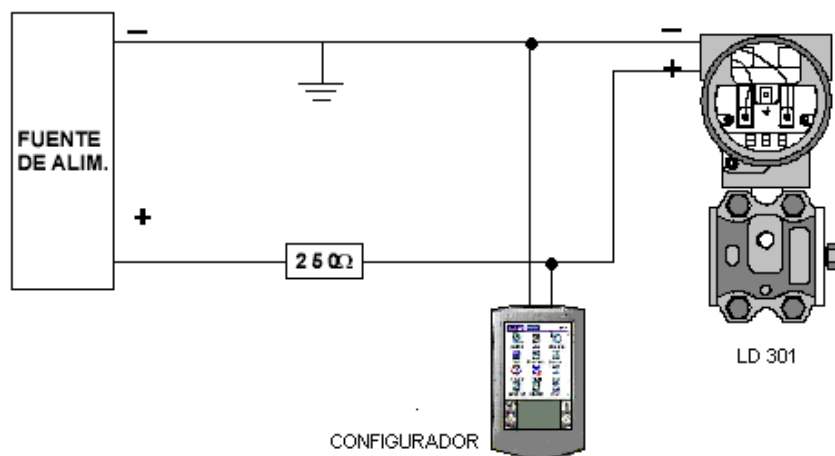 FUENTE
DE ALIM.
−
+
250Ω
−
+
LD 301
CONFIGURADOR